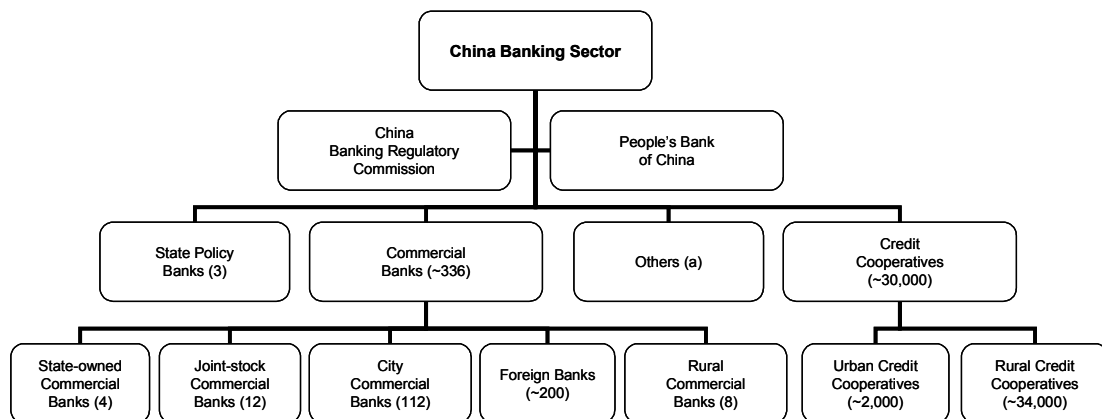 China Banking Sector
China
Banking Regulatory
Commission
People's Bank
of China
State Policy
Banks (3)
Commercial
Banks (~336)
Others (a)
Credit
Cooperatives
(~30,000)
State-owned
Commercial
Banks (4)
Joint-stock
Commercial
Banks (12)
City
Commercial
Banks (112)
Foreign Banks
(~200)
Rural
Commercial
Banks (8)
Urban Credit
Cooperatives
(~2,000)
Rural Credit
Cooperatives
(~34,000)